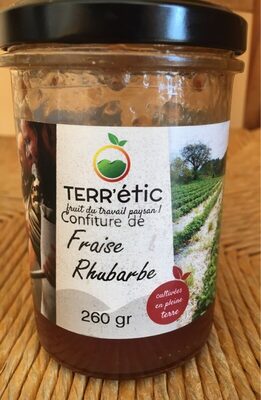 TERR'étic
fruit du travail paysan !
Confiture de
Fraise
Rhubarbe
cultivées
en pleine
terre
260 gr